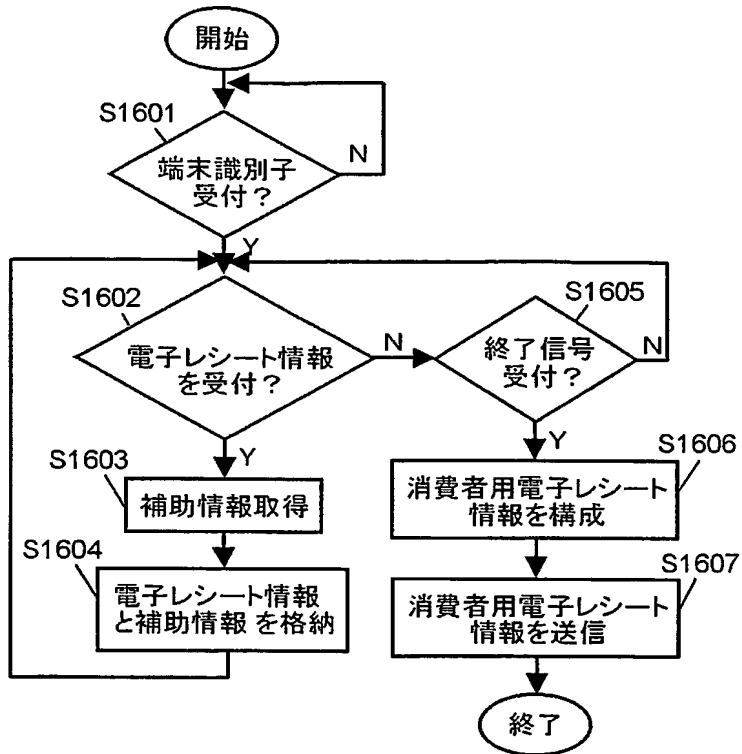 開始
S1601
端末識別子
受付？
N
Y
S1602
電子レシート情報
を受付？
N
S1605
終了信号
受付？
N
Y
Y
S1603
補助情報取得
S1606
消費者用電子レシート
情報を構成
S1604
電子レシート情報
と補助情報 を格納
S1607
消費者用電子レシート
情報を送信
終了